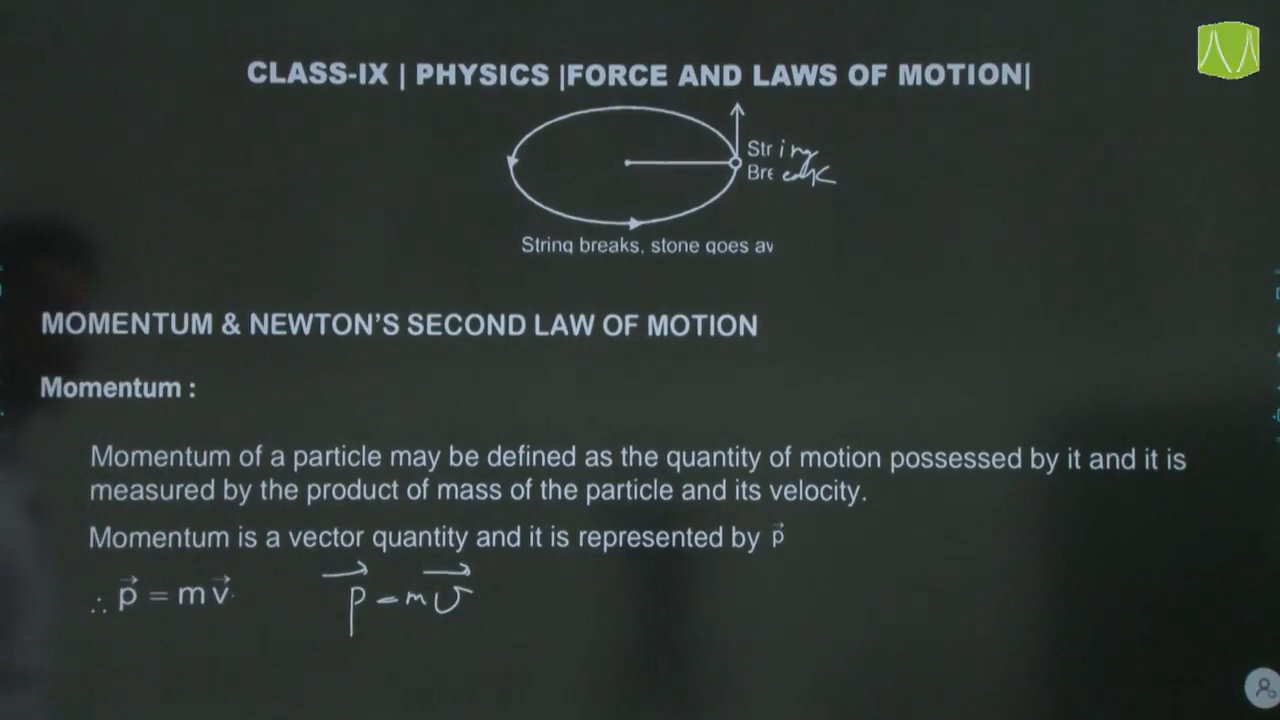 CLASS-IX | PHYSICS |FORCE AND LAWS OF MOTION|
String
Break
String breaks, stone goes aw
MOMENTUM & NEWTON'S SECOND LAW OF MOTION
Momentum :
Momentum of a particle may be defined as the quantity of motion possessed by it and it is
measured by the product of mass of the particle and its velocity.
Momentum is a vector quantity and it is represented by p⃗
∴ p⃗ = m v⃗
p⃗ = m v⃗